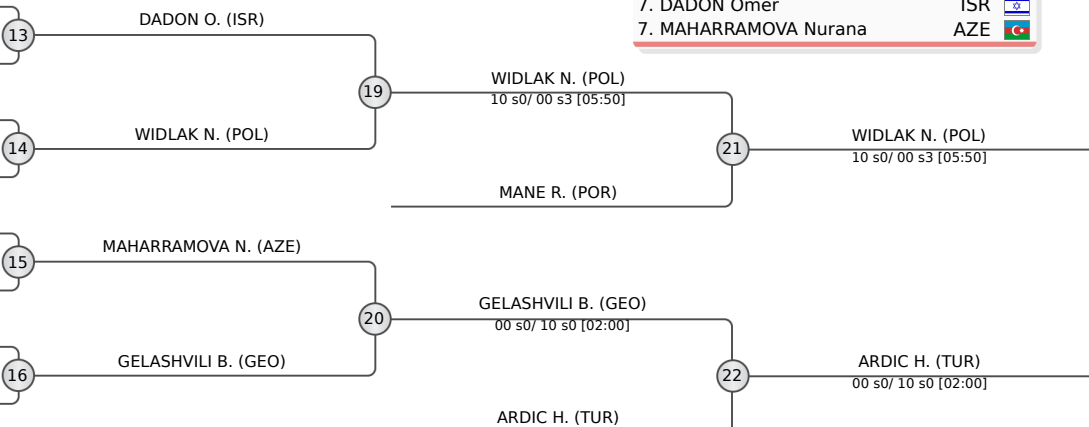 7. DADON Omer ISR
7. MAHARRAMOVA Nurana AZE
DADON O. (ISR)
13
19
WIDLAK N. (POL)
10 s0/ 00 s3 [05:50]
WIDLAK N. (POL)
14
21
WIDLAK N. (POL)
10 s0/ 00 s3 [05:50]
MANE R. (POR)
MAHARRAMOVA N. (AZE)
15
20
GELASHVILI B. (GEO)
00 s0/ 10 s0 [02:00]
GELASHVILI B. (GEO)
16
22
ARDIC H. (TUR)
00 s0/ 10 s0 [02:00]
ARDIC H. (TUR)